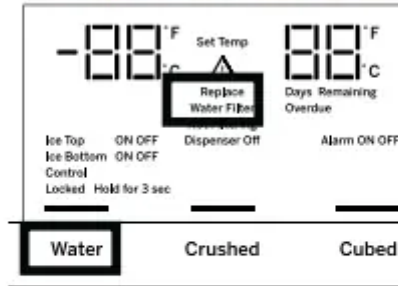 -88°F Set Temp 88°F
°C °C
Replace Days Remaining
Water Filter Overdue
Ice Top ON OFF Dispenser Off Alarm ON OFF
Ice Bottom ON OFF
Control
Locked Hold for 3 sec
Water Crushed Cubed